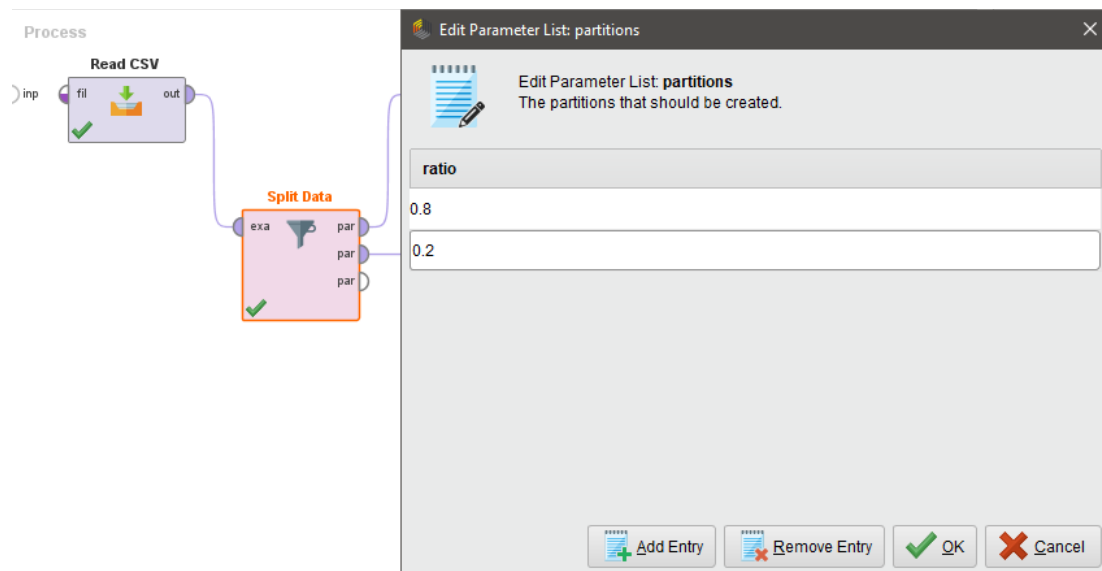 Process
Read CSV
inp
fil
out
Split Data
exa
par
par
par
Edit Parameter List: partitions
Edit Parameter List: partitions
The partitions that should be created.
ratio
0.8
0.2
Add Entry
Remove Entry
OK
Cancel